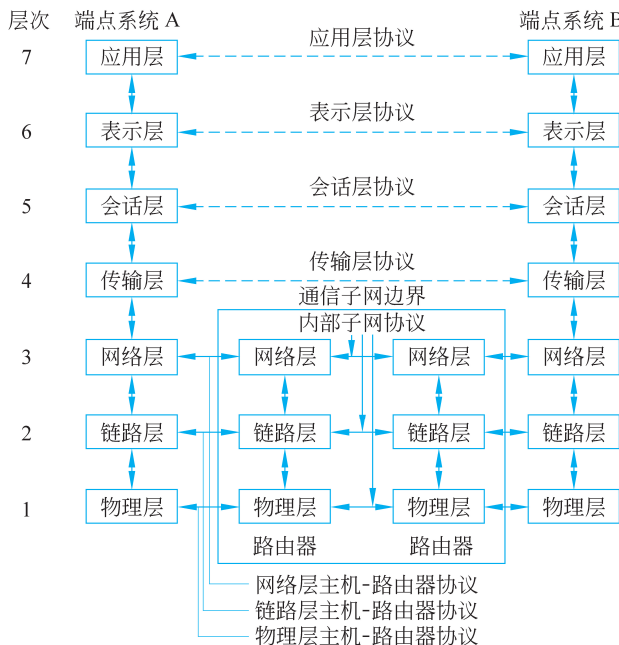 层次
端点系统 A
端点系统 B
7
应用层
应用层协议
应用层
6
表示层
表示层协议
表示层
5
会话层
会话层协议
会话层
4
传输层
传输层协议
传输层
通信子网边界
内部子网协议
3
网络层
网络层
网络层
网络层
2
链路层
链路层
链路层
链路层
1
物理层
物理层
物理层
物理层
路由器
路由器
网络层主机-路由器协议
链路层主机-路由器协议
物理层主机-路由器协议